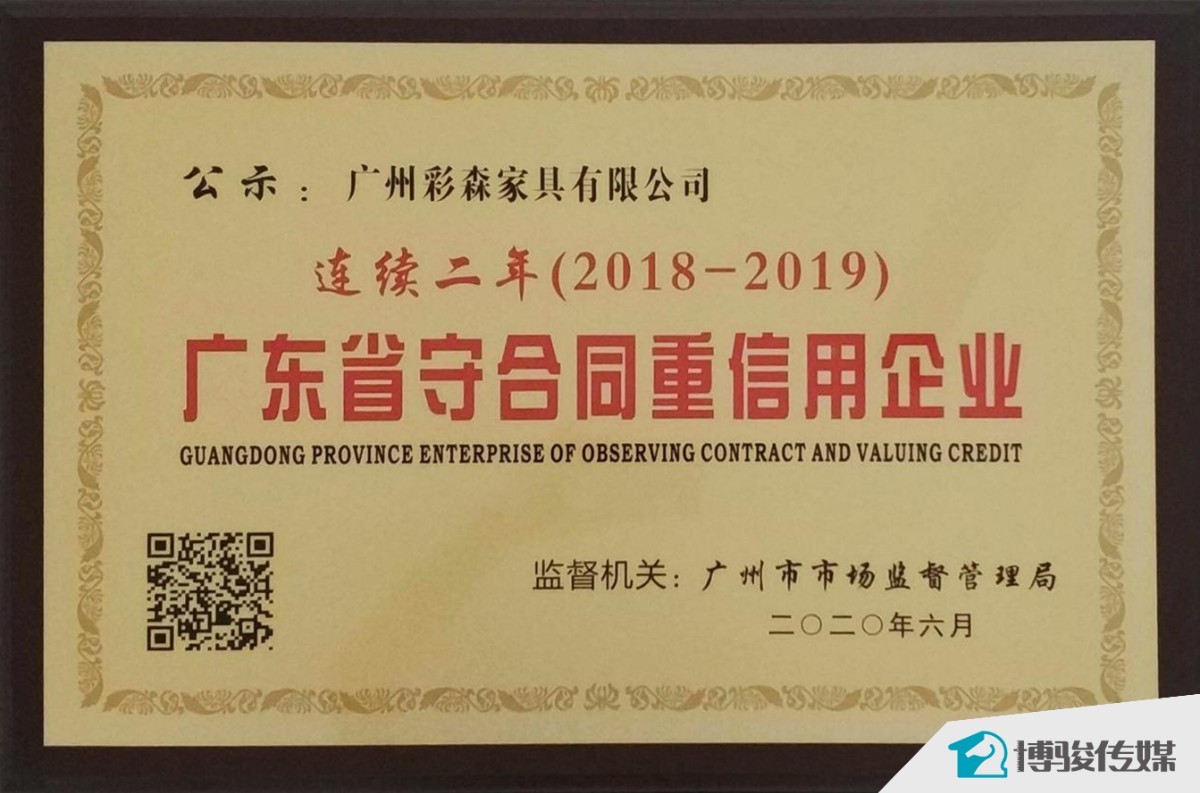 公示：广州彩森家具有限公司
连续二年(2018-2019)
广东省守合同重信用企业
GUANGDONG PROVINCE ENTERPRISE OF OBSERVING CONTRACT AND VALUING CREDIT
监督机关：广州市市场监督管理局
二〇二〇年六月
博骏传媒